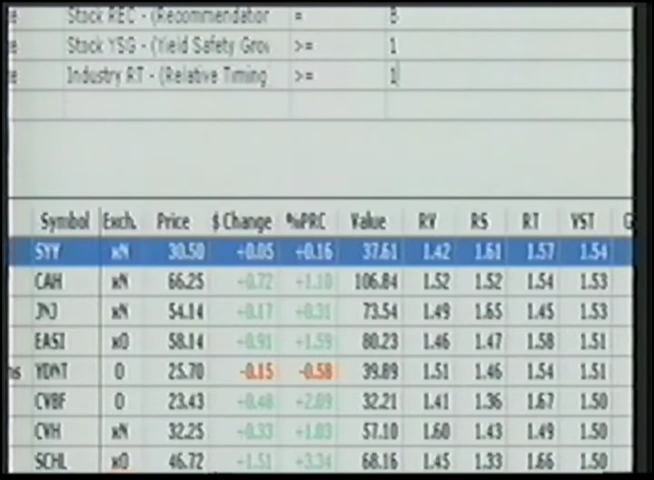 e Stock REC - (Recommendation = B
e Stock YSG - (Yield Safety Grow >= 1
e Industry RT - (Relative Timing) >= 1
Symbol Exch. Price $ Change %PRC Value RV RS RT VST G
SYY xN 30.50 +0.05 +0.16 37.61 1.42 1.61 1.57 1.54
CAH xN 66.25 +0.72 +1.10 106.84 1.52 1.52 1.54 1.53
JNJ xN 54.14 +0.17 +0.31 73.54 1.49 1.65 1.45 1.53
EASI xO 58.14 +0.91 +1.59 80.23 1.46 1.47 1.58 1.51
ns YDNT O 25.70 -0.15 -0.58 39.89 1.51 1.46 1.54 1.51
CVBF O 23.43 +0.48 +2.09 32.21 1.41 1.36 1.67 1.50
CVH xN 32.25 +0.33 +1.03 57.10 1.60 1.43 1.49 1.50
SCHL xO 46.72 +1.51 +3.34 68.16 1.45 1.33 1.66 1.50